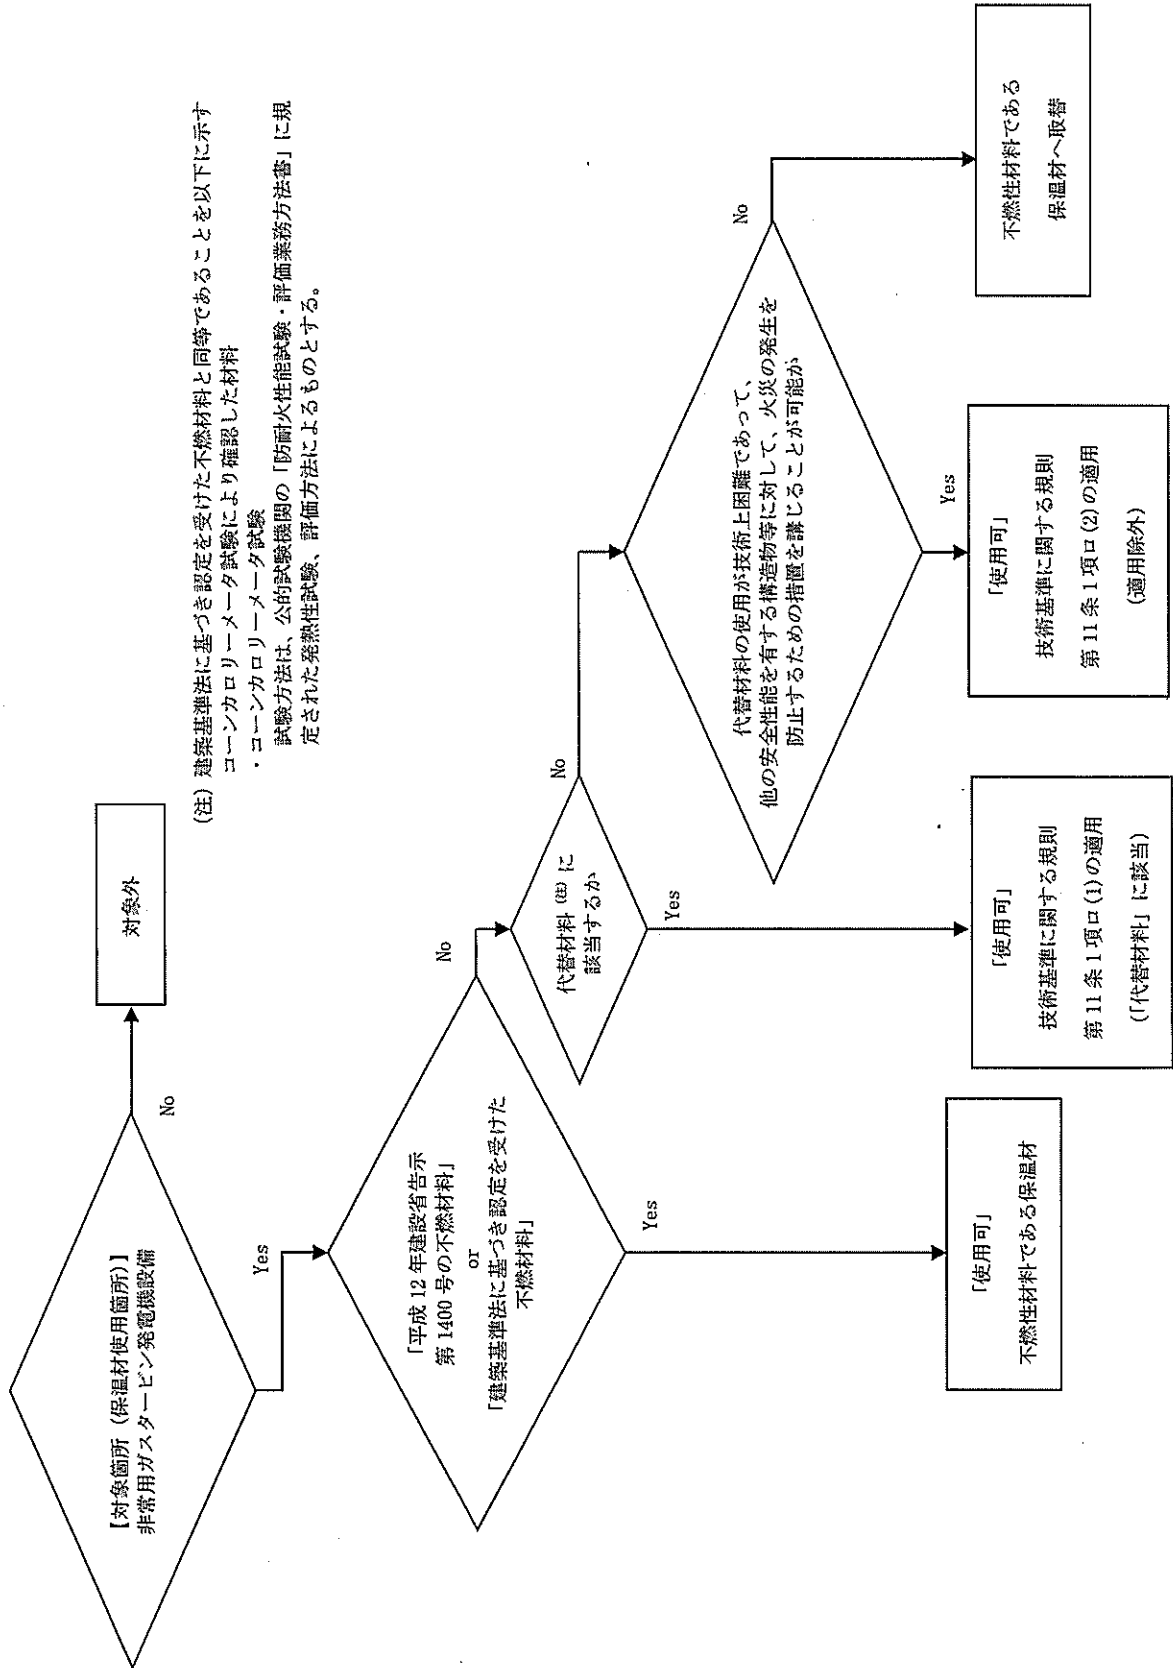 【対象箇所（保温材使用箇所）】
非常用ガスタービン発電機設備
No
対象外
Yes
(注) 建築基準法に基づき認定を受けた不燃材料と同等であることを以下に示す
コーンカロリーメータ試験により確認した材料
・コーンカロリーメータ試験
試験方法は、公的試験機関の「防耐火性能試験・評価業務方法書」に規
定された発熱性試験、評価方法によるものとする。
「平成 12 年建設省告示
第 1400 号の不燃材料」
or
「建築基準法に基づき認定を受けた
不燃材料」
No
Yes
代替材料(注)に
該当するか
No
Yes
代替材料の使用が技術上困難であって、
他の安全性能を有する構造物等に対して、火災の発生を
防止するための措置を講じることが可能か
No
Yes
「使用可」
不燃性材料である保温材
「使用可」
技術基準に関する規則
第 11 条 1 項ロ(1)の適用
(「代替材料」に該当)
「使用可」
技術基準に関する規則
第 11 条 1 項ロ(2)の適用
(適用除外)
不燃性材料である
保温材へ取替